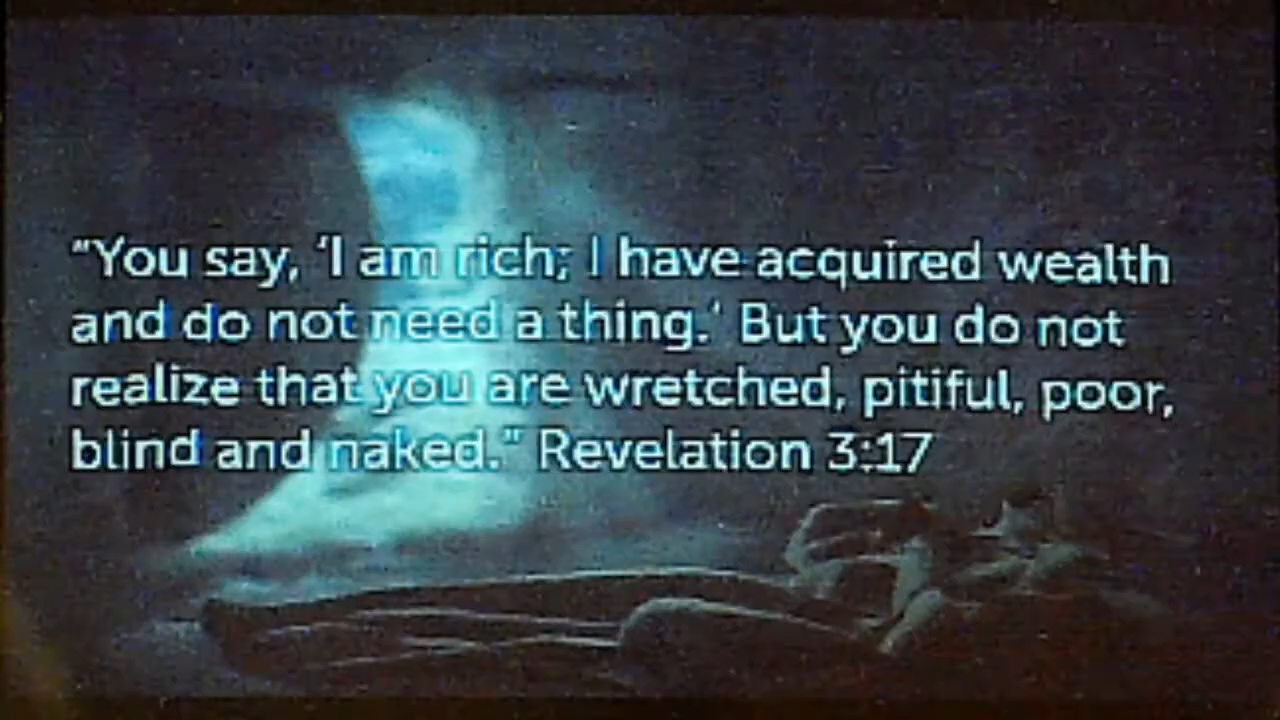 “You say, ‘I am rich; I have acquired wealth
and do not need a thing.’ But you do not
realize that you are wretched, pitiful, poor,
blind and naked.” Revelation 3:17